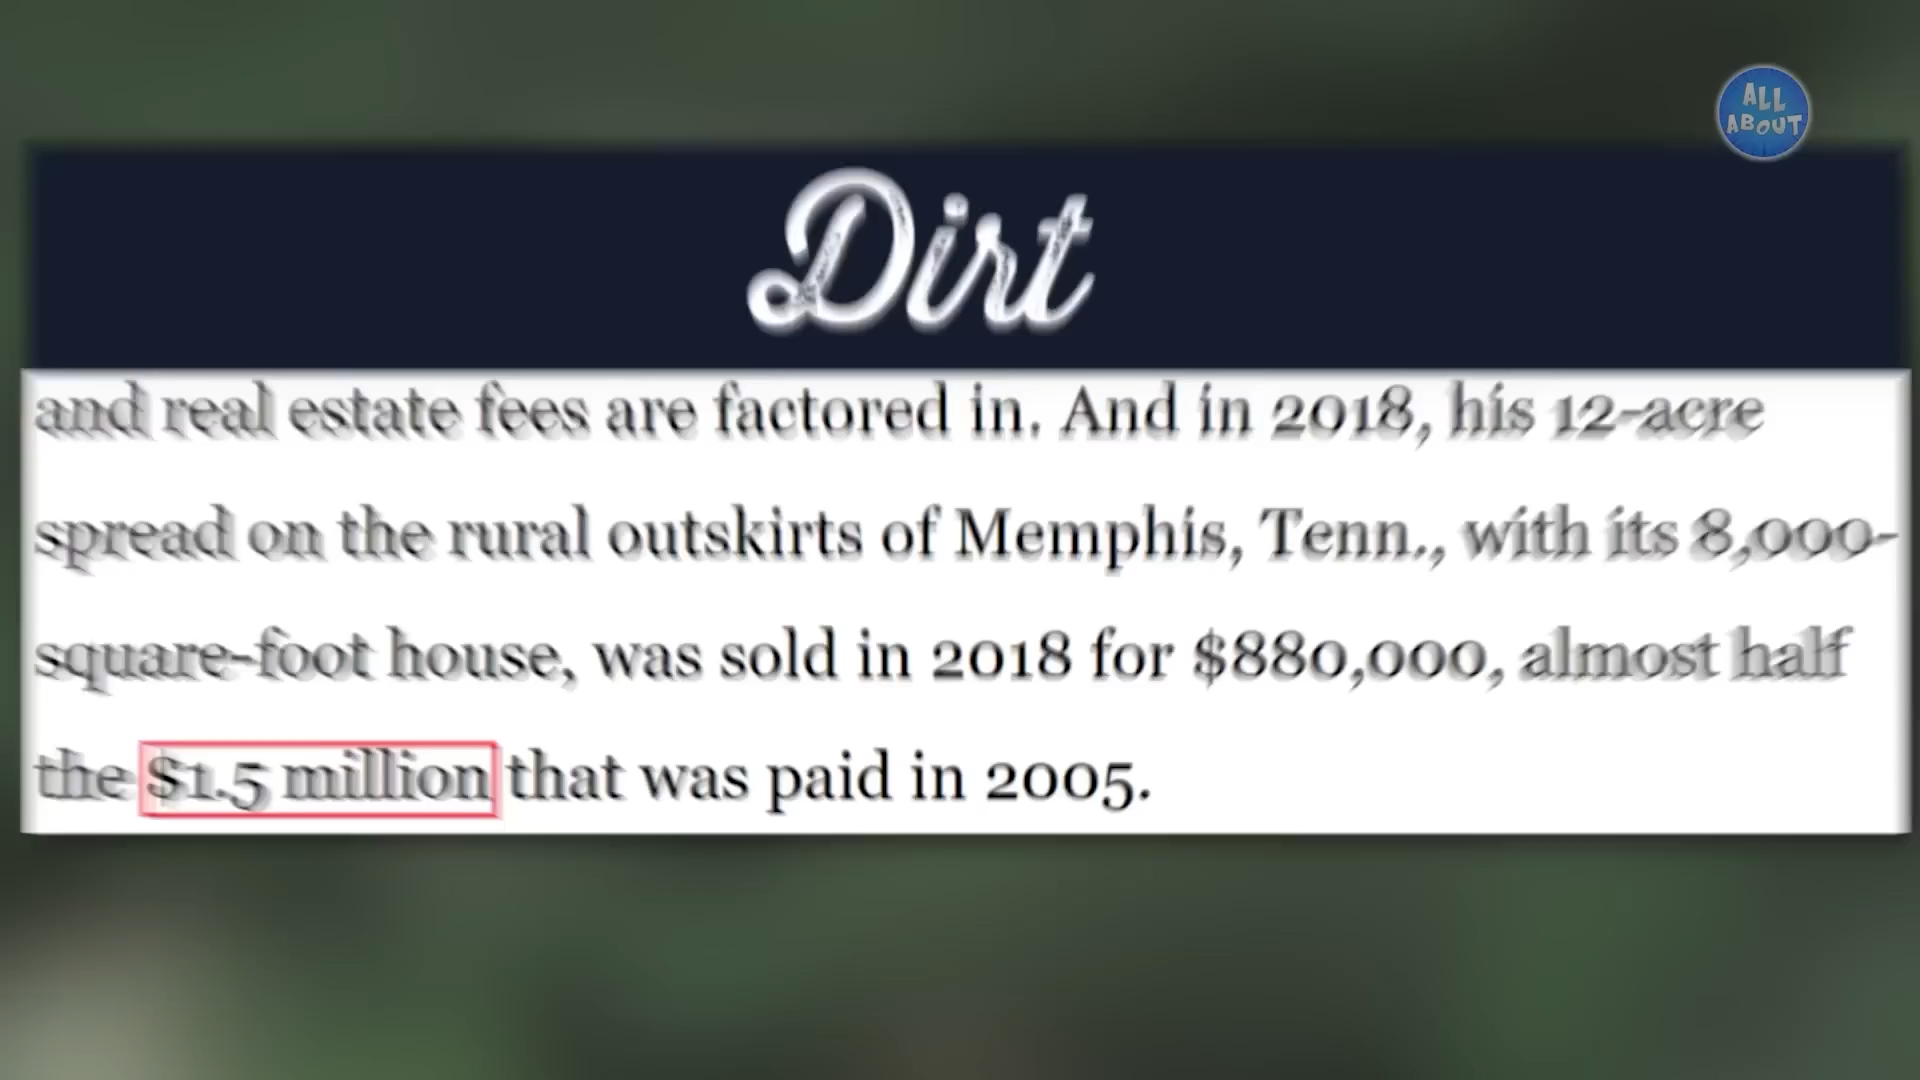 ALL
ABOUT
Dirt
and real estate fees are factored in. And in 2018, his 12-acre
spread on the rural outskirts of Memphis, Tenn., with its 8,000-
square-foot house, was sold in 2018 for $880,000, almost half
the $1.5 million that was paid in 2005.